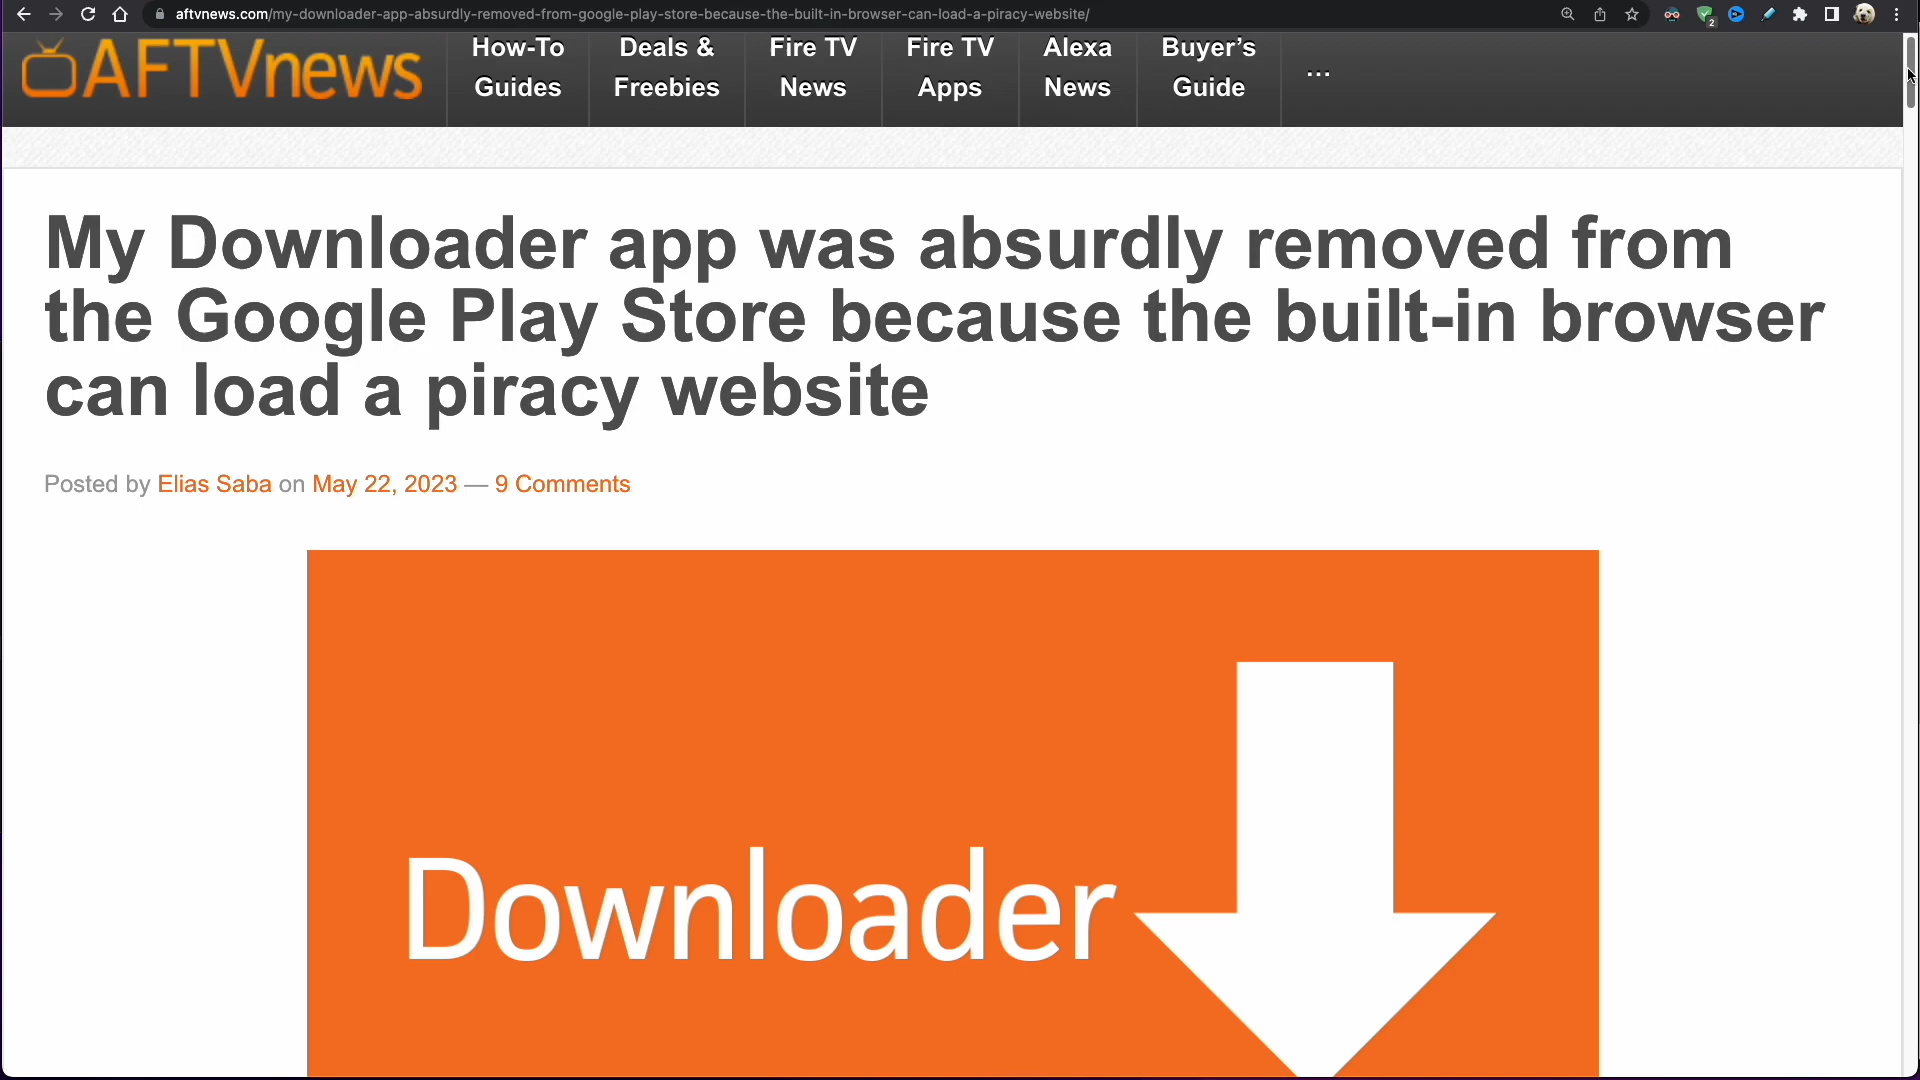 aftvnews.com/my-downloader-app-absurdly-removed-from-google-play-store-because-the-built-in-browser-can-load-a-piracy-website/
2
AFTVnews
How-To
Guides
Deals &
Freebies
Fire TV
News
Fire TV
Apps
Alexa
News
Buyer’s
Guide
...
My Downloader app was absurdly removed from
the Google Play Store because the built-in browser
can load a piracy website
Posted by Elias Saba on May 22, 2023 — 9 Comments
Downloader